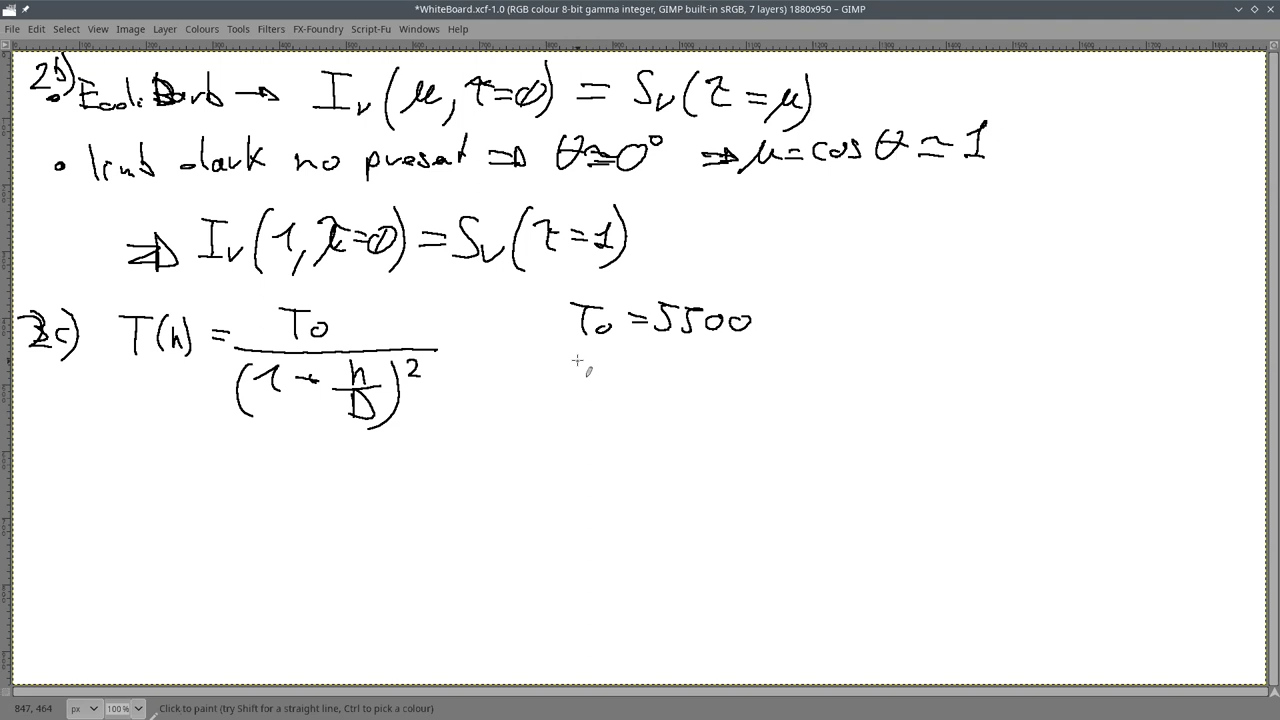 *WhiteBoard.xcf-1.0 (RGB colour 8-bit gamma integer, GIMP built-in sRGB, 7 layers) 1880x950 – GIMP
File Edit Select View Image Layer Colours Tools Filters FX-Foundry Script-Fu Windows Help
2b)
• → Iν(μ, τ=0) = Sν(τ=μ)
• limb dark no present ⇒ θ≃0° ⇒ μ=cos θ ≃ 1
⇒ Iν(1, τ=0) = Sν(τ=1)
2c) T(h) = T0 / (1 + h/D)^2 T0 = 5500
847, 464 px 100% Click to paint (try Shift for a straight line, Ctrl to pick a colour)